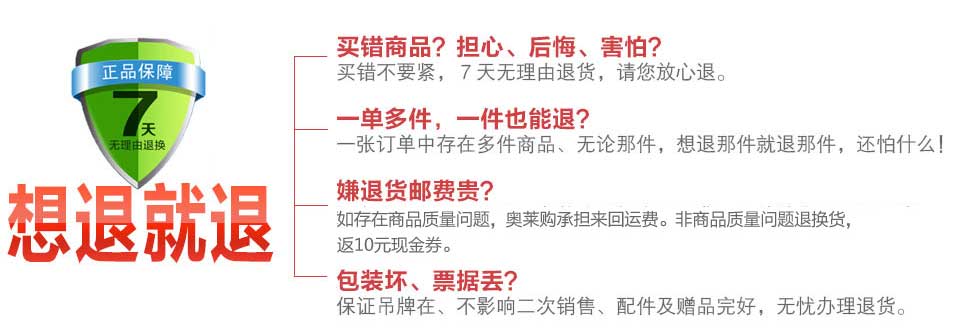 正品保障
7天
无理由退换
想退就退
买错商品？担心、后悔、害怕？
买错不要紧，7天无理由退货，请您放心退。
一单多件，一件也能退？
一张订单中存在多件商品、无论那件，想退那件就退那件，还怕什么！
嫌退货邮费贵？
如存在商品质量问题，奥莱购承担来回运费。非商品质量问题退换货，
返10元现金券。
包装坏、票据丢？
保证吊牌在、不影响二次销售、配件及赠品完好，无忧办理退货。